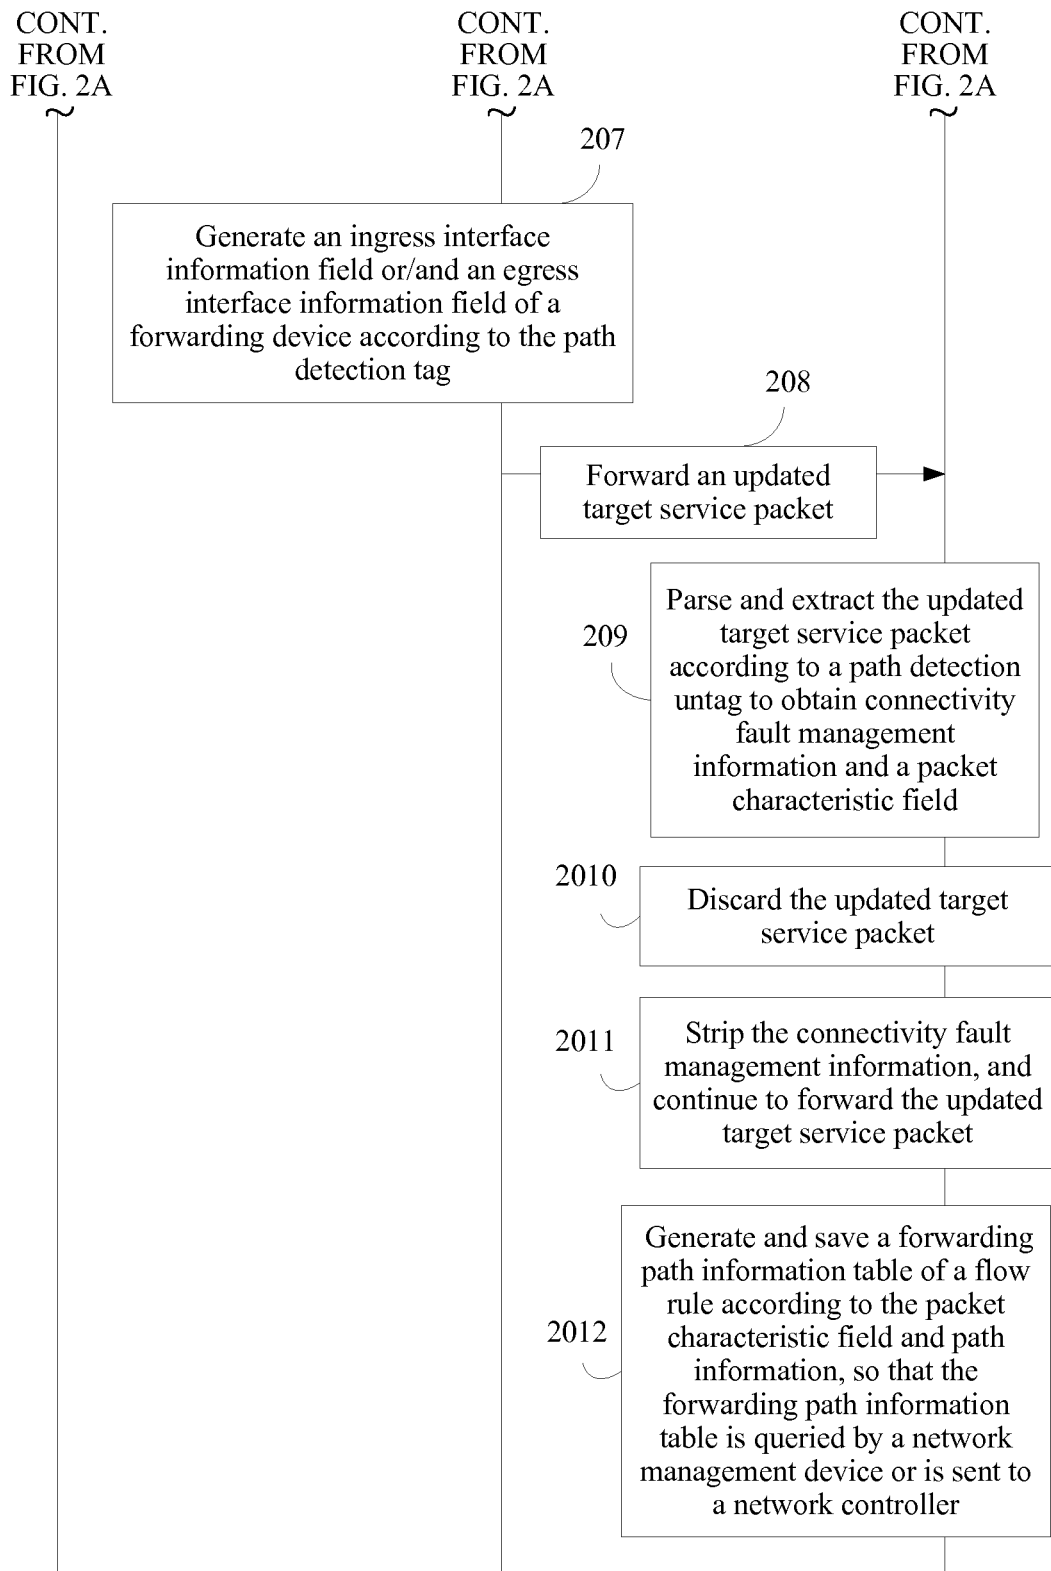 CONT.
FROM
FIG. 2A
CONT.
FROM
FIG. 2A
CONT.
FROM
FIG. 2A
207
Generate an ingress interface
information field or/and an egress
interface information field of a
forwarding device according to the path
detection tag
208
Forward an updated
target service packet
209
Parse and extract the updated
target service packet
according to a path detection
untag to obtain connectivity
fault management
information and a packet
characteristic field
2010
Discard the updated target
service packet
2011
Strip the connectivity fault
management information, and
continue to forward the updated
target service packet
2012
Generate and save a forwarding
path information table of a flow
rule according to the packet
characteristic field and path
information, so that the
forwarding path information
table is queried by a network
management device or is sent to
a network controller